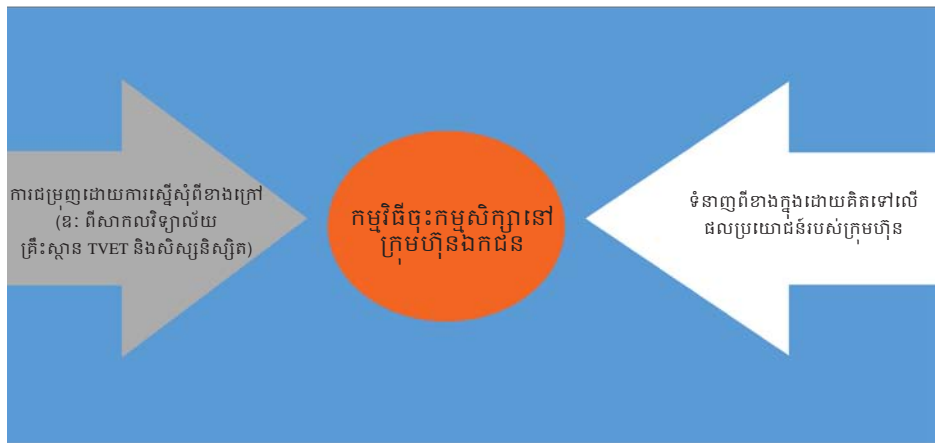 ការជម្រុញដោយការស្នើសុំពីខាងក្រៅ
(ឧៈ ពីសាកលវិទ្យាល័យ
គ្រឹះស្ថាន TVET និងសិស្សនិស្សិត)
កម្មវិធីចុះកម្មសិក្សានៅ
ក្រុមហ៊ុនឯកជន
ទំនាញពីខាងក្នុងដោយគិតទៅលើ
ផលប្រយោជន៍របស់ក្រុមហ៊ុន